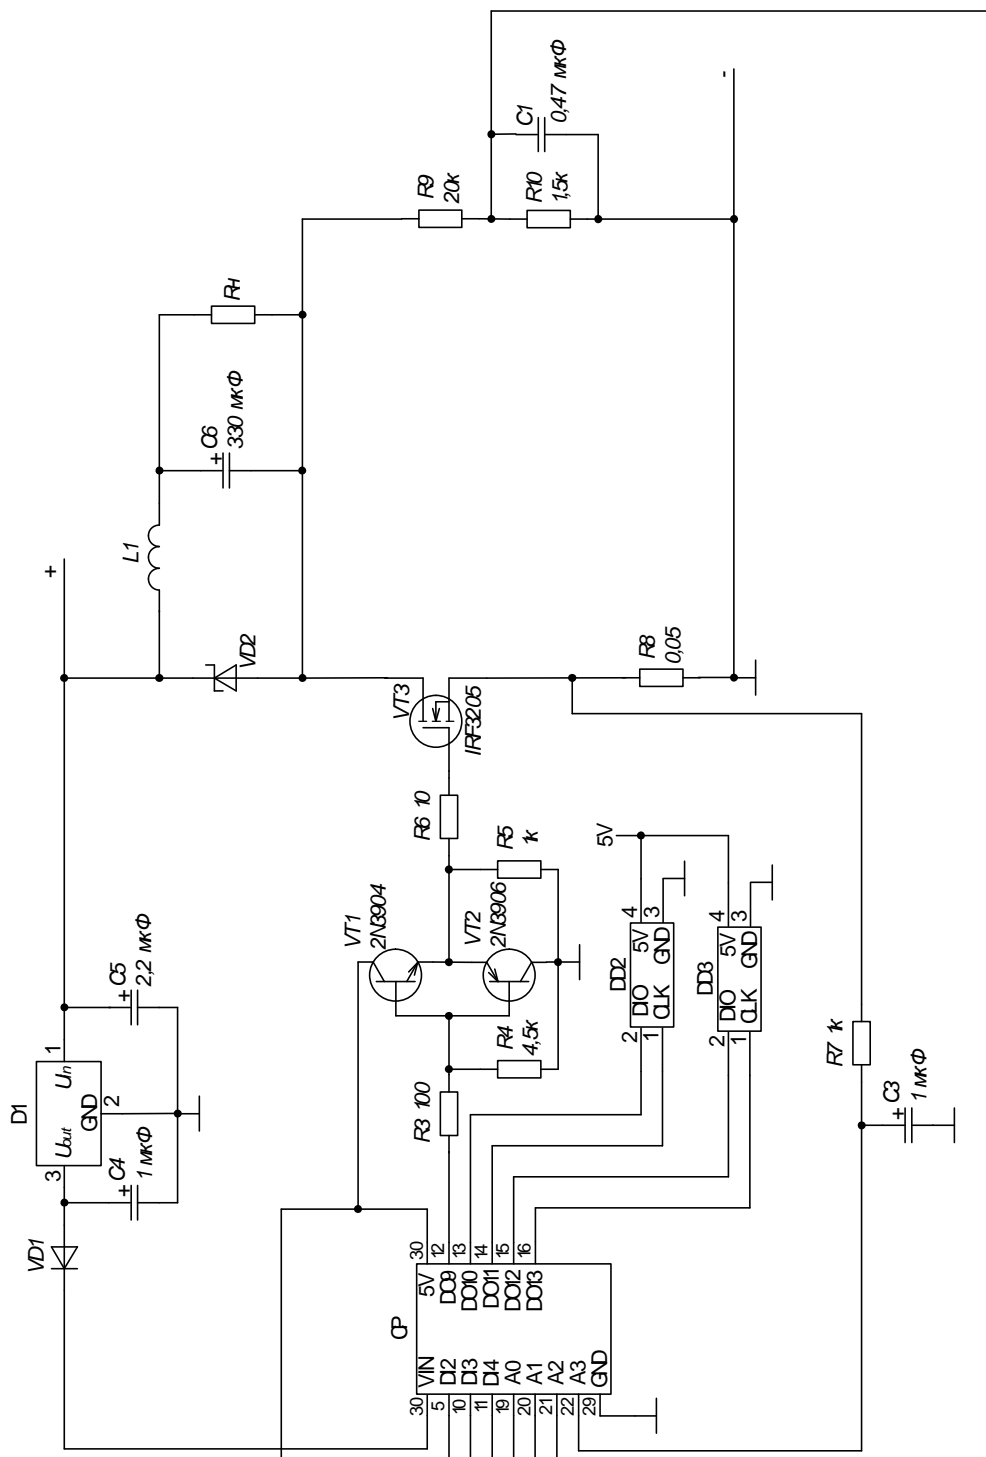 D1
Uout
Uin
GND
3
1
2
VD1
C4
+
1 мкФ
C5
+
2,2 мкФ
+
L1
VD2
C6
+
330 мкФ
Rн
R9
20к
C1
0,47 мкФ
R10
1,5к
-
VT3
IRF3205
R8
0,05
R6 10
R5
1к
VT1
2N3904
VT2
2N3906
R4
4,5к
R3 100
5V
DD2
DIO
CLK
5V
GND
2
1
4
3
DD3
DIO
CLK
5V
GND
2
1
4
3
R7 1к
C3
+
1 мкФ
CP
30 VIN
5 DI2
10 DI3
11 DI4
19 A0
20 A1
21 A2
22 A3
29 GND
5V 30
DO9 12
DO10 13
DO11 14
DO12 15
DO13 16